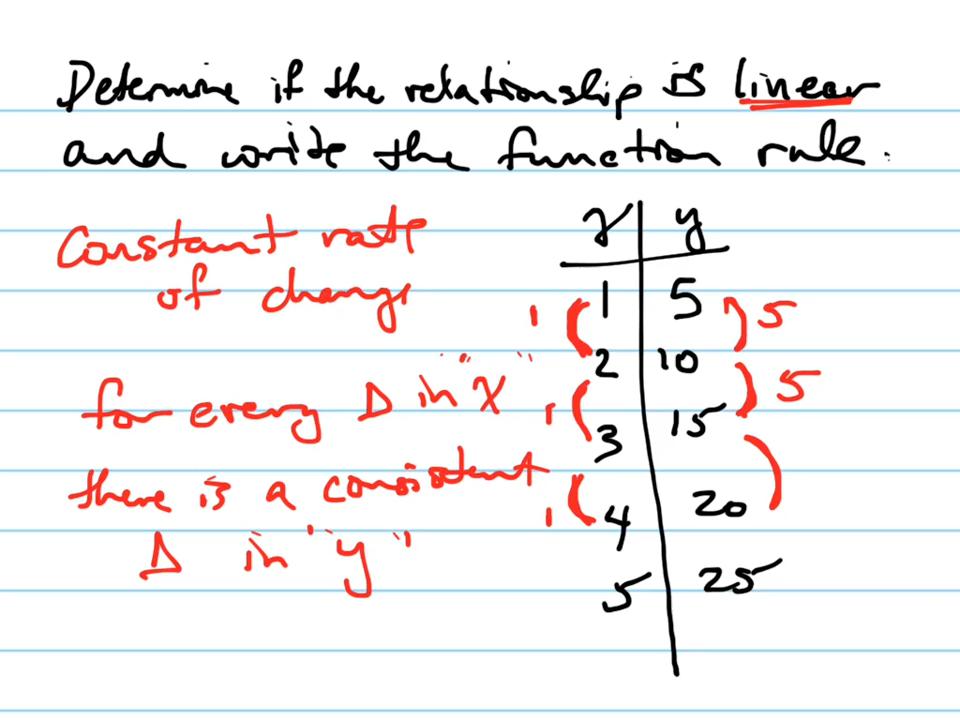 Determine if the relationship is linear
and write the function rule.
Constant rate
of change
for every Δ in "x"
there is a consistent
Δ in "y"
x y
1 5
1 5
2 10
5
1
3 15
1
4 20
5 25